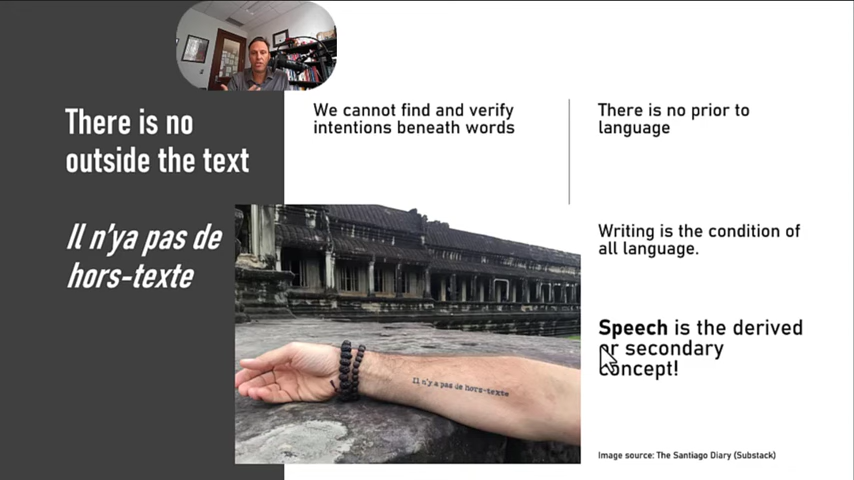 There is no
outside the text
Il n'ya pas de
hors-texte
We cannot find and verify
intentions beneath words
There is no prior to
language
Writing is the condition of
all language.
Speech is the derived
or secondary
concept!
Il n'y a pas de hors-texte
Image source: The Santiago Diary (Substack)